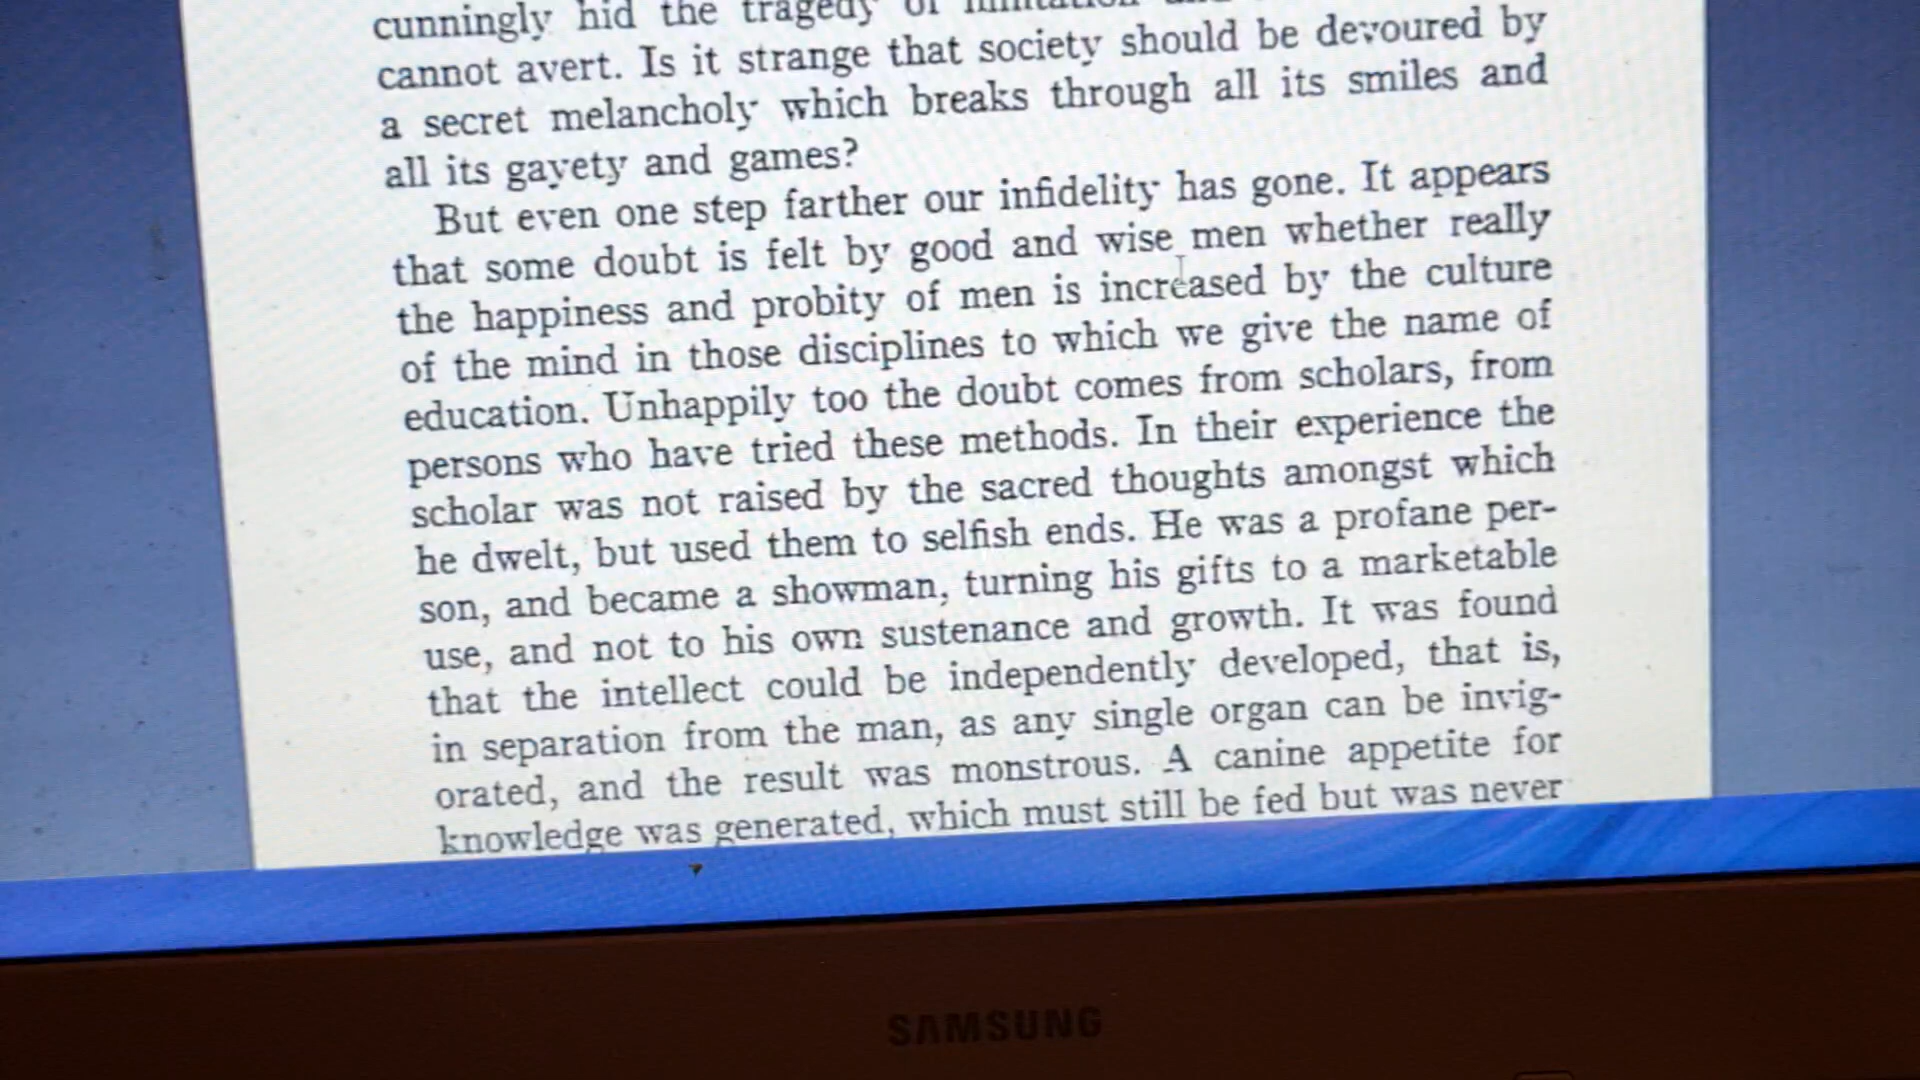 cunningly hid the tragedy of limitation
cannot avert. Is it strange that society should be devoured by
a secret melancholy which breaks through all its smiles and
all its gayety and games?
But even one step farther our infidelity has gone. It appears
that some doubt is felt by good and wise men whether really
the happiness and probity of men is increased by the culture
of the mind in those disciplines to which we give the name of
education. Unhappily too the doubt comes from scholars, from
persons who have tried these methods. In their experience the
scholar was not raised by the sacred thoughts amongst which
he dwelt, but used them to selfish ends. He was a profane per-
son, and became a showman, turning his gifts to a marketable
use, and not to his own sustenance and growth. It was found
that the intellect could be independently developed, that is,
in separation from the man, as any single organ can be invig-
orated, and the result was monstrous. A canine appetite for
knowledge was generated, which must still be fed but was never
SAMSUNG